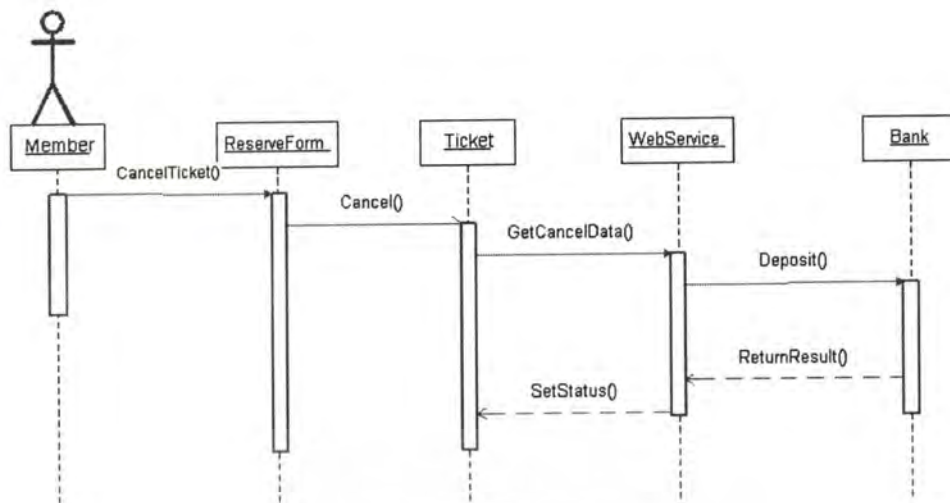 Member
ReserveForm
Ticket
WebService
Bank
CancelTicket()
Cancel()
GetCancelData()
Deposit()
ReturnResult()
SetStatus()